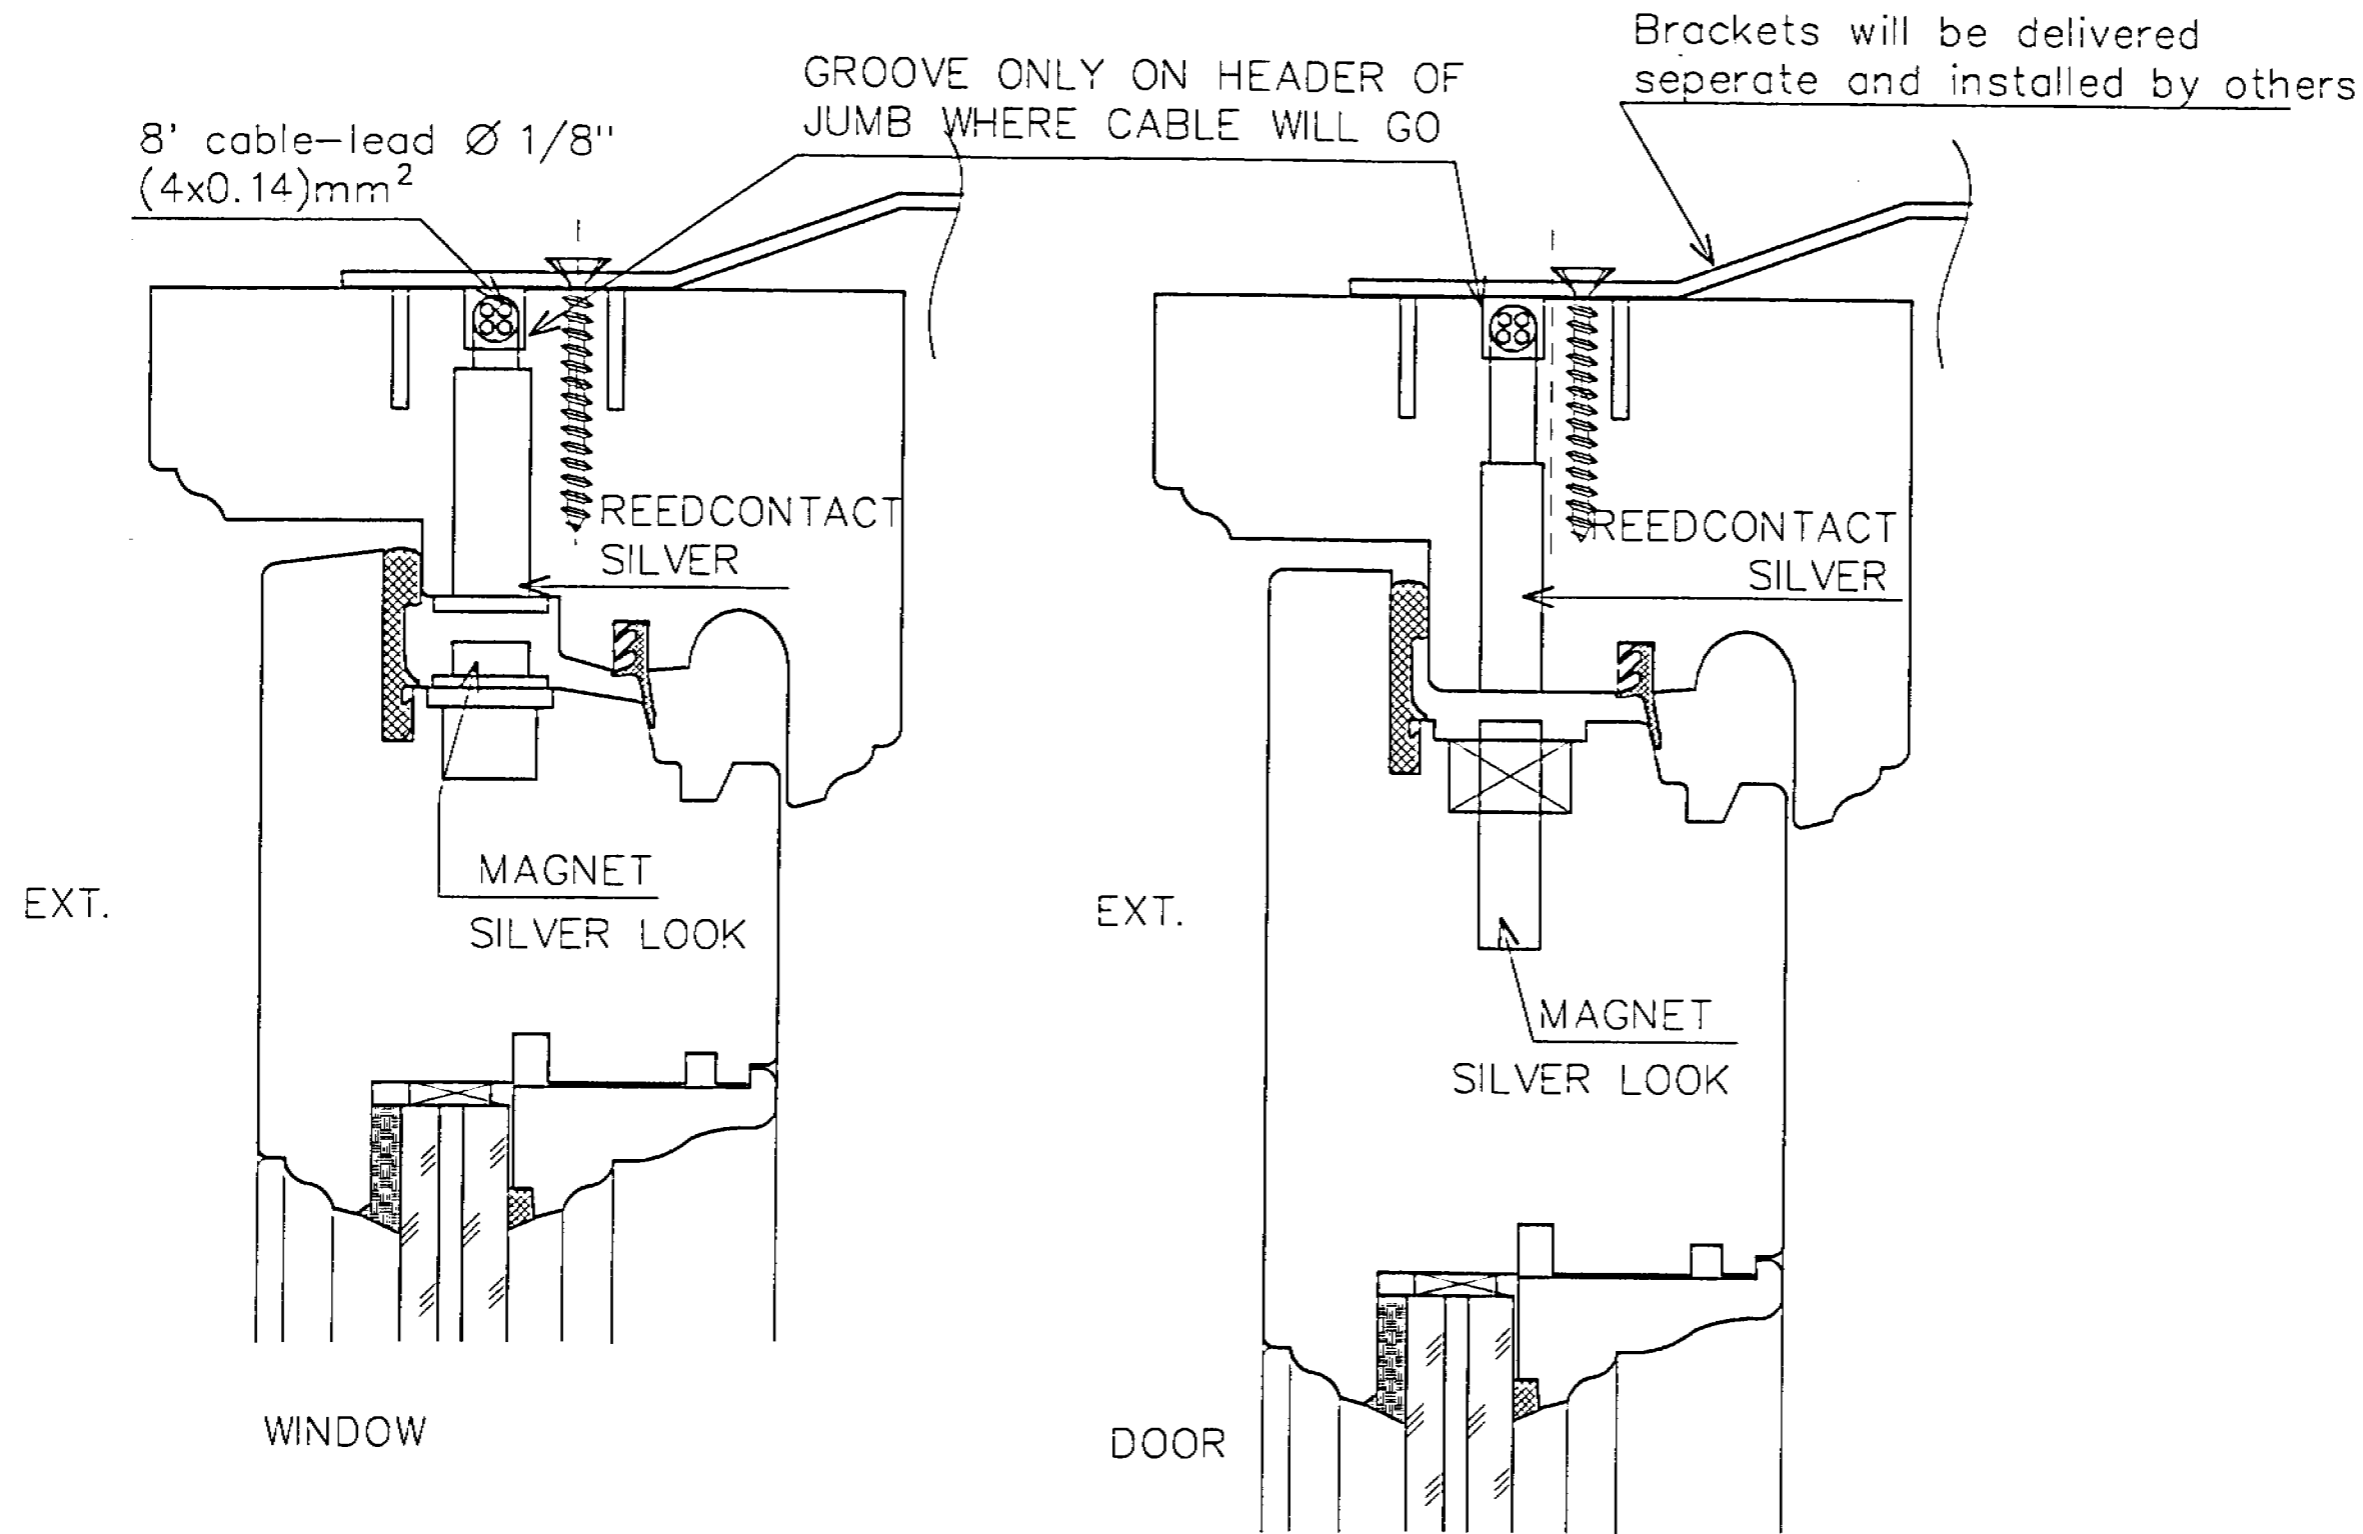 Brackets will be delivered
seperate and installed by others
GROOVE ONLY ON HEADER OF
JUMB WHERE CABLE WILL GO
8' cable-lead Ø 1/8"
(4x0.14)mm²
REEDCONTACT
SILVER
REEDCONTACT
SILVER
MAGNET
SILVER LOOK
EXT.
EXT.
MAGNET
SILVER LOOK
WINDOW
DOOR